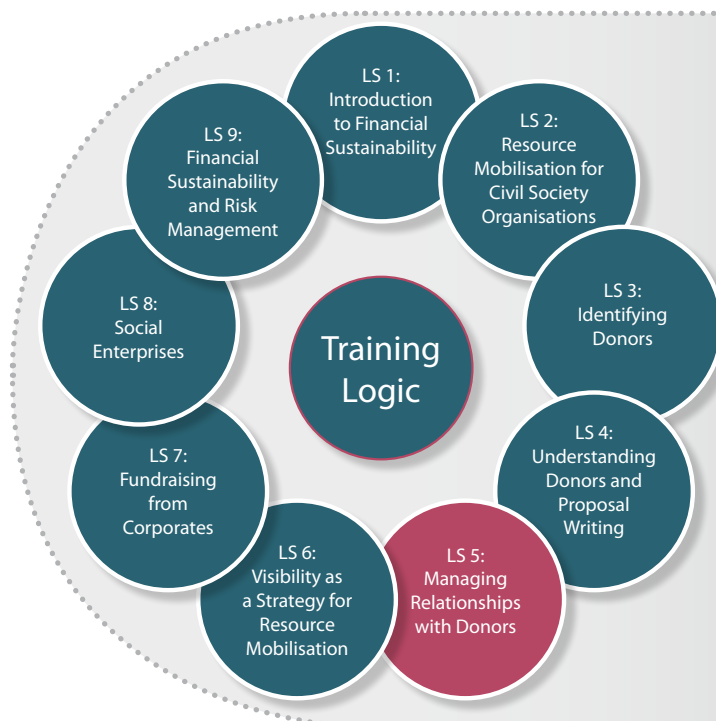 LS 1:
Introduction
to Financial
Sustainability
LS 2:
Resource
Mobilisation for
Civil Society
Organisations
LS 3:
Identifying
Donors
LS 4:
Understanding
Donors and
Proposal
Writing
LS 5:
Managing
Relationships
with Donors
LS 6:
Visibility as
a Strategy for
Resource
Mobilisation
LS 7:
Fundraising
from
Corporates
LS 8:
Social
Enterprises
LS 9:
Financial
Sustainability
and Risk
Management
Training
Logic